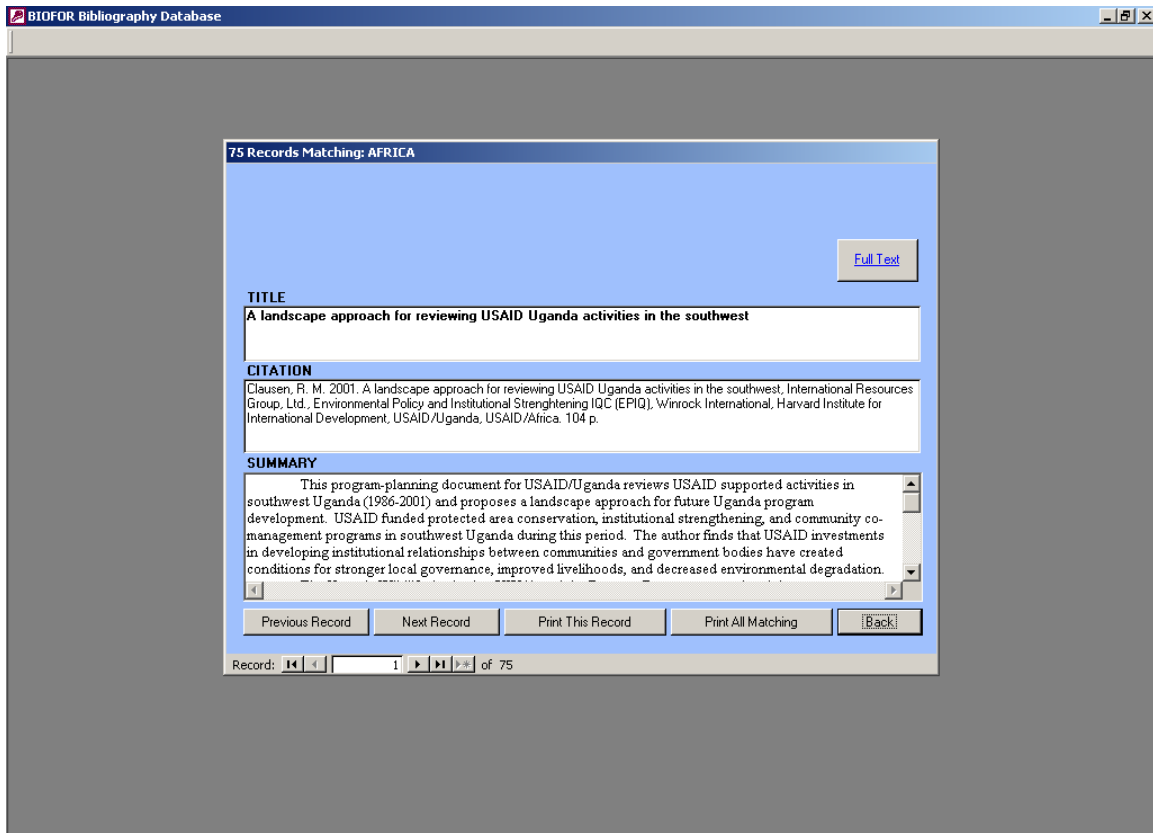 BIOFOR Bibliography Database
75 Records Matching: AFRICA
Full Text
TITLE
A landscape approach for reviewing USAID Uganda activities in the southwest
CITATION
Clausen, R. M. 2001. A landscape approach for reviewing USAID Uganda activities in the southwest, International Resources
Group, Ltd., Environmental Policy and Institutional Strenghtening IQC (EPIQ), Winrock International, Harvard Institute for
International Development, USAID/Uganda, USAID/Africa. 104 p.
SUMMARY
This program-planning document for USAID/Uganda reviews USAID supported activities in
southwest Uganda (1986-2001) and proposes a landscape approach for future Uganda program
development. USAID funded protected area conservation, institutional strengthening, and community co-
management programs in southwest Uganda during this period. The author finds that USAID investments
in developing institutional relationships between communities and government bodies have created
conditions for stronger local governance, improved livelihoods, and decreased environmental degradation.
Previous Record Next Record Print This Record Print All Matching Back
Record: 1 of 75